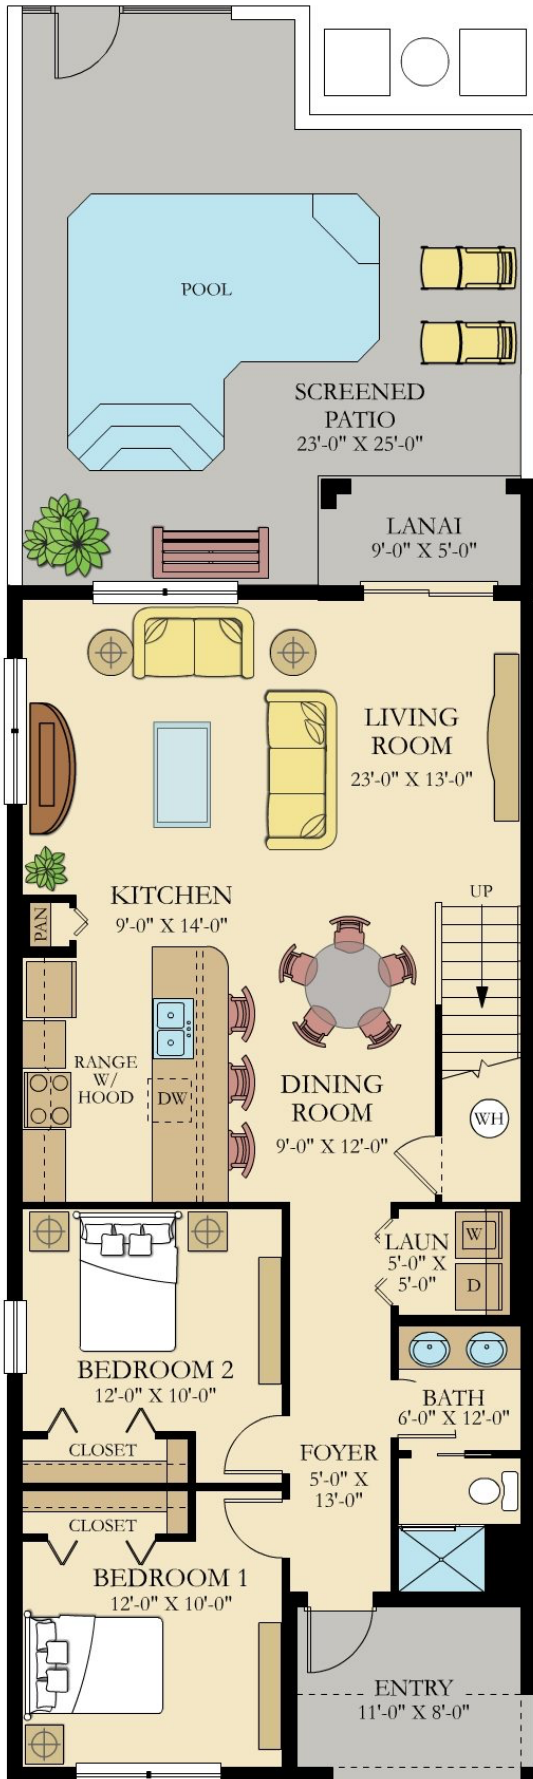 POOL
SCREENED
PATIO
23'-0" X 25'-0"
LANAI
9'-0" X 5'-0"
LIVING
ROOM
23'-0" X 13'-0"
KITCHEN
9'-0" X 14'-0"
UP
PAN
RANGE
W/
HOOD
DW
DINING
ROOM
9'-0" X 12'-0"
WH
LAUN
5'-0" X
5'-0"
W
D
BEDROOM 2
12'-0" X 10'-0"
BATH
6'-0" X 12'-0"
CLOSET
FOYER
5'-0" X
13'-0"
CLOSET
BEDROOM 1
12'-0" X 10'-0"
ENTRY
11'-0" X 8'-0"